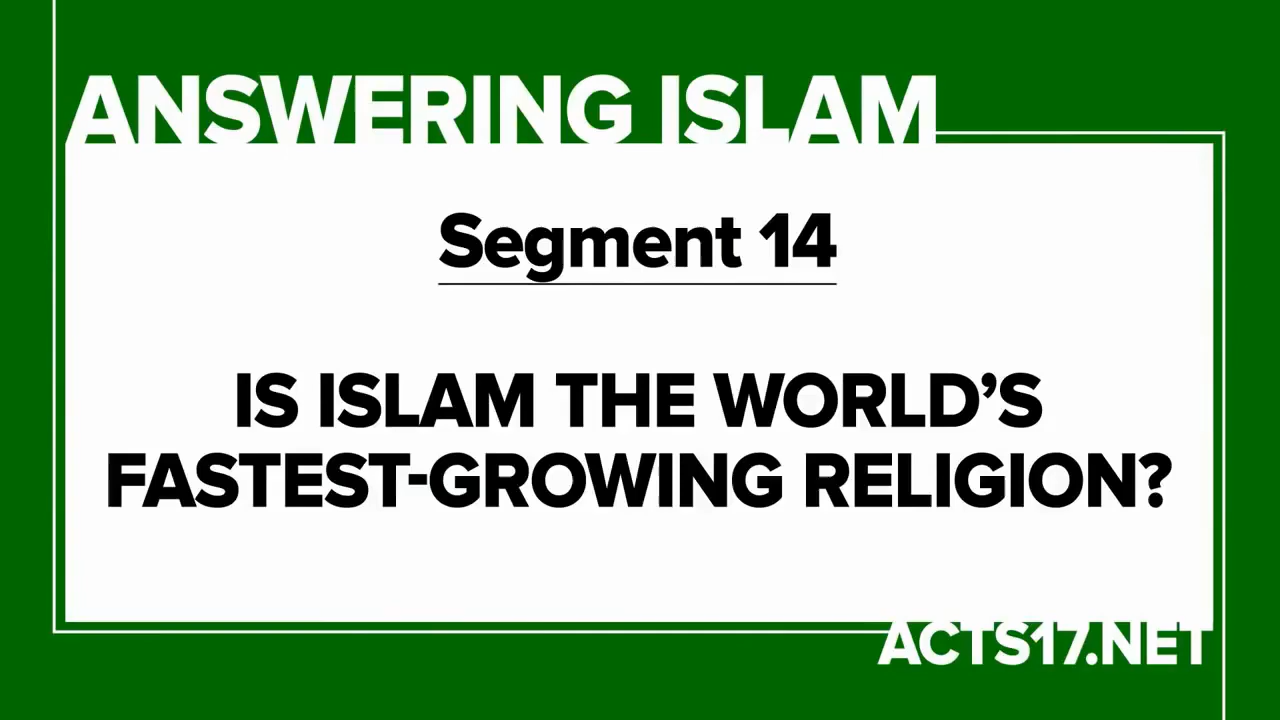 ANSWERING ISLAM
Segment 14
IS ISLAM THE WORLD’S
FASTEST-GROWING RELIGION?
ACTS17.NET